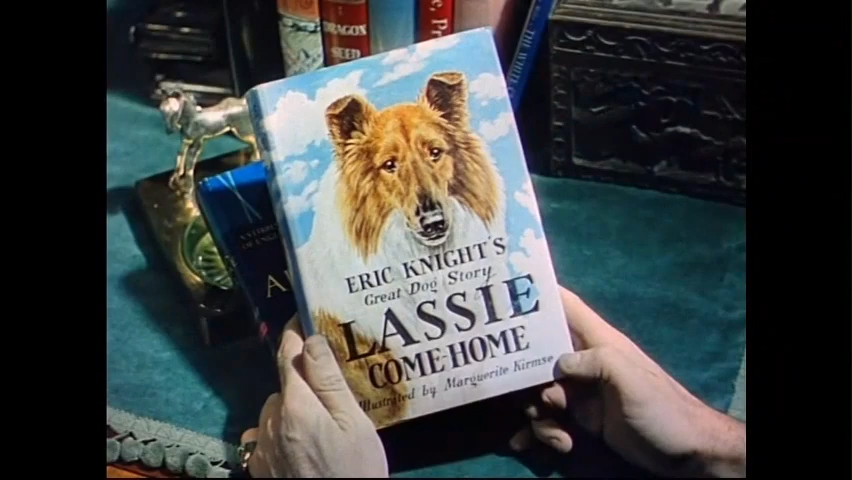 DRAGON
SEED
ERIC KNIGHT'S
Great Dog Story
LASSIE
COME-HOME
Illustrated by Marguerite Kirmse